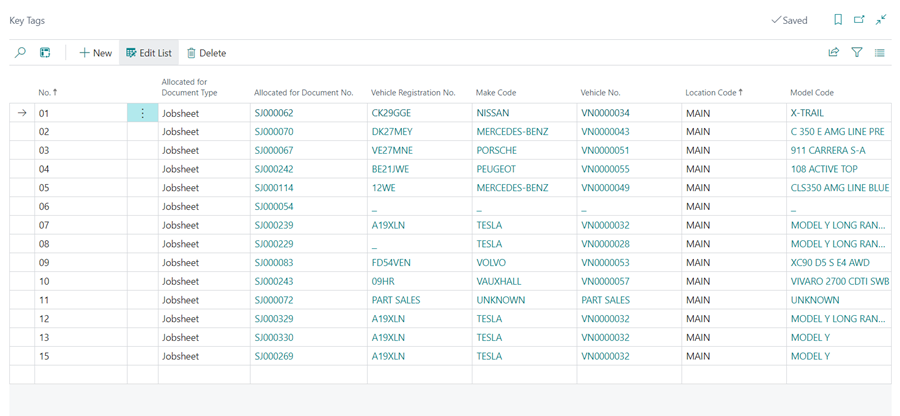 Key Tags
Saved
New Edit List Delete
No. ↑ Allocated for Document Type Allocated for Document No. Vehicle Registration No. Make Code Vehicle No. Location Code ↑ Model Code
01 Jobsheet SJ000062 CK29GGE NISSAN VN0000034 MAIN X-TRAIL
02 Jobsheet SJ000070 DK27MEY MERCEDES-BENZ VN0000043 MAIN C 350 E AMG LINE PRE
03 Jobsheet SJ000067 VE27MNE PORSCHE VN0000051 MAIN 911 CARRERA S-A
04 Jobsheet SJ000242 BE21JWE PEUGEOT VN0000055 MAIN 108 ACTIVE TOP
05 Jobsheet SJ000114 12WE MERCEDES-BENZ VN0000049 MAIN CLS350 AMG LINE BLUE
06 Jobsheet SJ000054 _ _ _ MAIN _
07 Jobsheet SJ000239 A19XLN TESLA VN0000032 MAIN MODEL Y LONG RAN...
08 Jobsheet SJ000229 _ TESLA VN0000028 MAIN MODEL Y LONG RAN...
09 Jobsheet SJ000083 FD54VEN VOLVO VN0000053 MAIN XC90 D5 S E4 AWD
10 Jobsheet SJ000243 09HR VAUXHALL VN0000057 MAIN VIVARO 2700 CDTI SWB
11 Jobsheet SJ000072 PART SALES UNKNOWN PART SALES MAIN UNKNOWN
12 Jobsheet SJ000329 A19XLN TESLA VN0000032 MAIN MODEL Y LONG RAN...
13 Jobsheet SJ000330 A19XLN TESLA VN0000032 MAIN MODEL Y
15 Jobsheet SJ000269 A19XLN TESLA VN0000032 MAIN MODEL Y